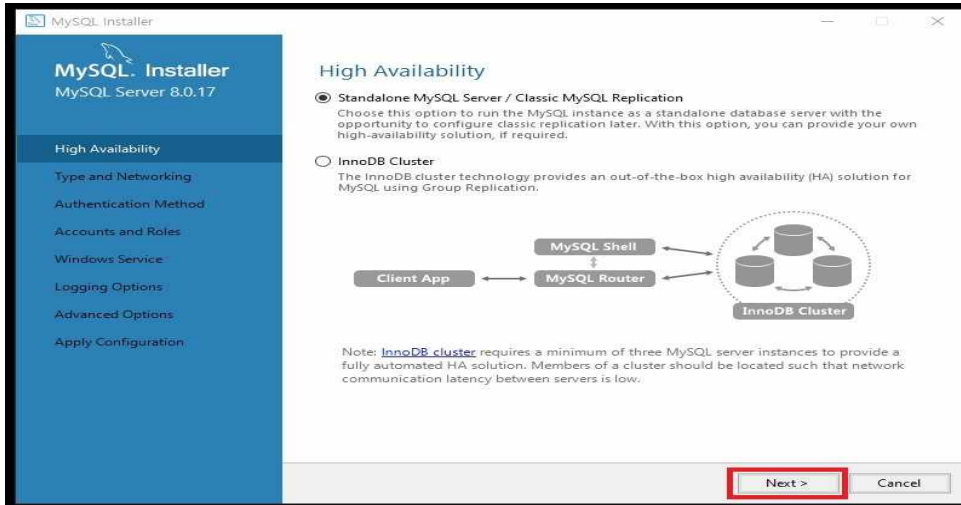 MySQL Installer
MySQL. Installer
MySQL Server 8.0.17
High Availability
Type and Networking
Authentication Method
Accounts and Roles
Windows Service
Logging Options
Advanced Options
Apply Configuration
High Availability
Standalone MySQL Server / Classic MySQL Replication
Choose this option to run the MySQL instance as a standalone database server with the
opportunity to configure classic replication later. With this option, you can provide your own
high-availability solution, if required.
InnoDB Cluster
The InnoDB cluster technology provides an out-of-the-box high availability (HA) solution for
MySQL using Group Replication.
MySQL Shell
Client App
MySQL Router
InnoDB Cluster
Note: InnoDB cluster requires a minimum of three MySQL server instances to provide a
fully automated HA solution. Members of a cluster should be located such that network
communication latency between servers is low.
Next >
Cancel